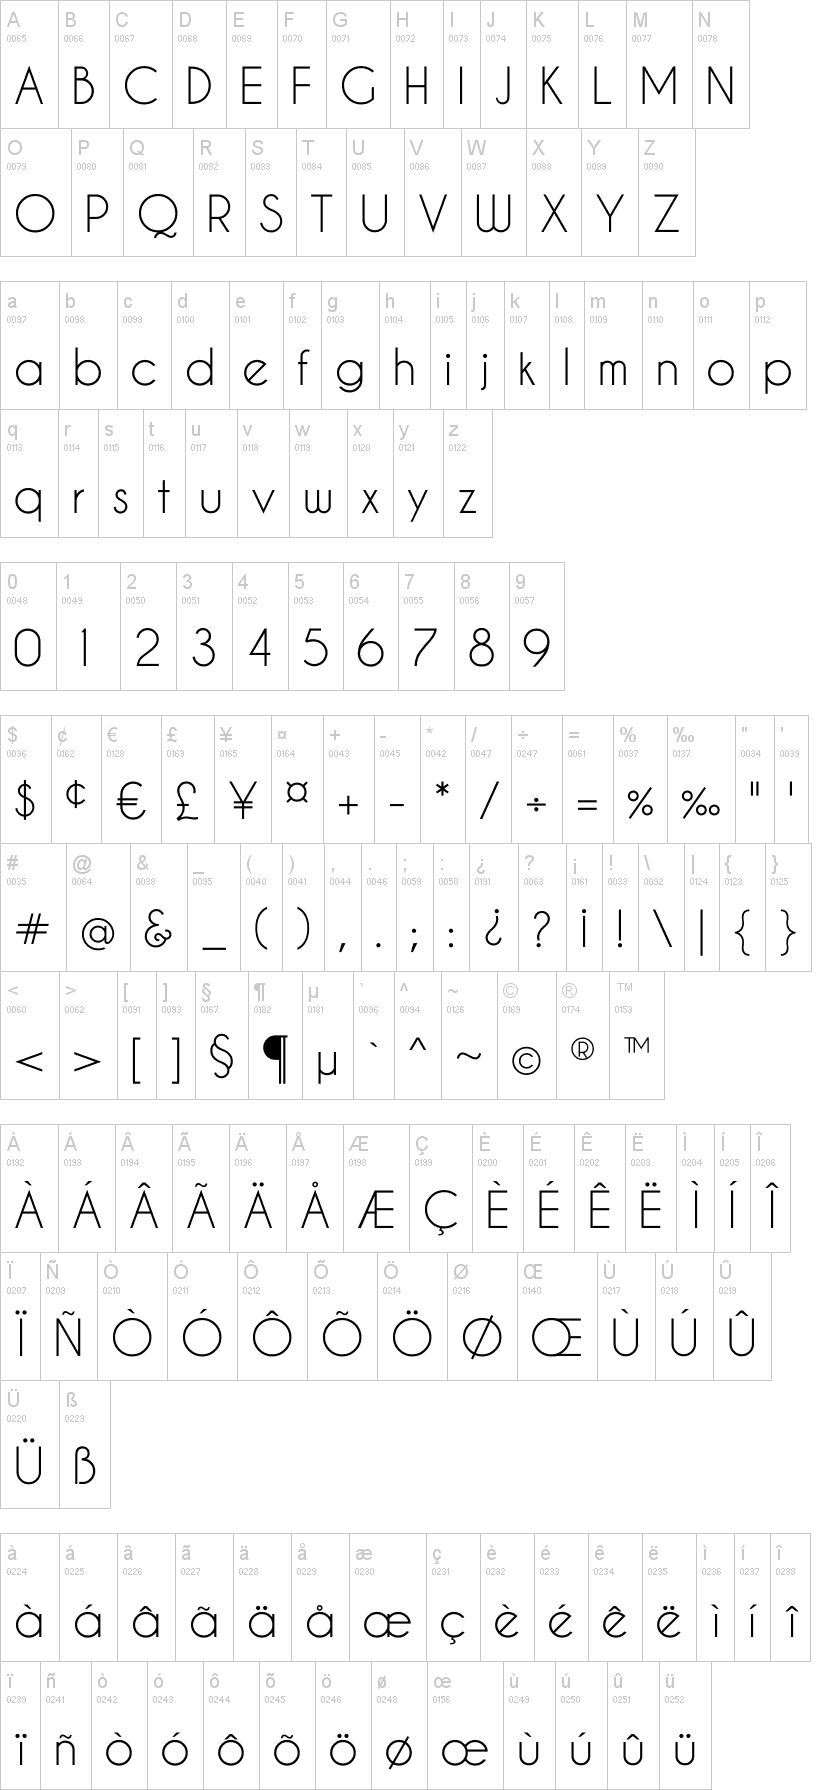 A B C D E F G H I J K L M N
0065 0066 0067 0068 0069 0070 0071 0072 0073 0074 0075 0076 0077 0078
A B C D E F G H I J K L M N
O P Q R S T U V W X Y Z
0079 0080 0081 0082 0083 0084 0085 0086 0087 0088 0089 0090
O P Q R S T U V W X Y Z
a b c d e f g h i j k l m n o p
0097 0098 0099 0100 0101 0102 0103 0104 0105 0106 0107 0108 0109 0110 0111 0112
a b c d e f g h i j k l m n o p
q r s t u v w x y z
0113 0114 0115 0116 0117 0118 0119 0120 0121 0122
q r s t u v w x y z
0 1 2 3 4 5 6 7 8 9
0048 0049 0050 0051 0052 0053 0054 0055 0056 0057
0 1 2 3 4 5 6 7 8 9
$ ¢ € £ ¥ ¤ + - * / ÷ = % ‰ " '
0036 0162 0128 0163 0165 0164 0043 0045 0042 0047 0247 0061 0037 0137 0034 0039
$ ¢ € £ ¥ ¤ + - * / ÷ = % ‰ " '
# @ & _ ( ) , . ; : ¿ ? ¡ ! \ | { }
0035 0064 0038 0095 0040 0041 0044 0046 0059 0058 0191 0063 0161 0033 0092 0124 0123 0125
# @ & _ ( ) , . ; : ¿ ? ¡ ! \ | { }
< > [ ] § ¶ µ ` ^ ~ © ® ™
0060 0062 0091 0093 0167 0182 0181 0096 0094 0126 0169 0174 0153
< > [ ] § ¶ µ ` ^ ~ © ® ™
À Á Â Ã Ä Å Æ Ç È É Ê Ë Ì Í Î
0192 0193 0194 0195 0196 0197 0198 0199 0200 0201 0202 0203 0204 0205 0206
À Á Â Ã Ä Å Æ Ç È É Ê Ë Ì Í Î
Ï Ñ Ò Ó Ô Õ Ö Ø Œ Ù Ú Û
0207 0209 0210 0211 0212 0213 0214 0216 0140 0217 0218 0219
Ï Ñ Ò Ó Ô Õ Ö Ø Œ Ù Ú Û
Ü ß
0220 0223
Ü ß
à á â ã ä å æ ç è é ê ë ì í î
0224 0225 0226 0227 0228 0229 0230 0231 0232 0233 0234 0235 0236 0237 0238
à á â ã ä å æ ç è é ê ë ì í î
ï ñ ò ó ô õ ö ø œ ù ú û ü
0239 0241 0242 0243 0244 0245 0246 0248 0156 0249 0250 0251 0252
ï ñ ò ó ô õ ö ø œ ù ú û ü